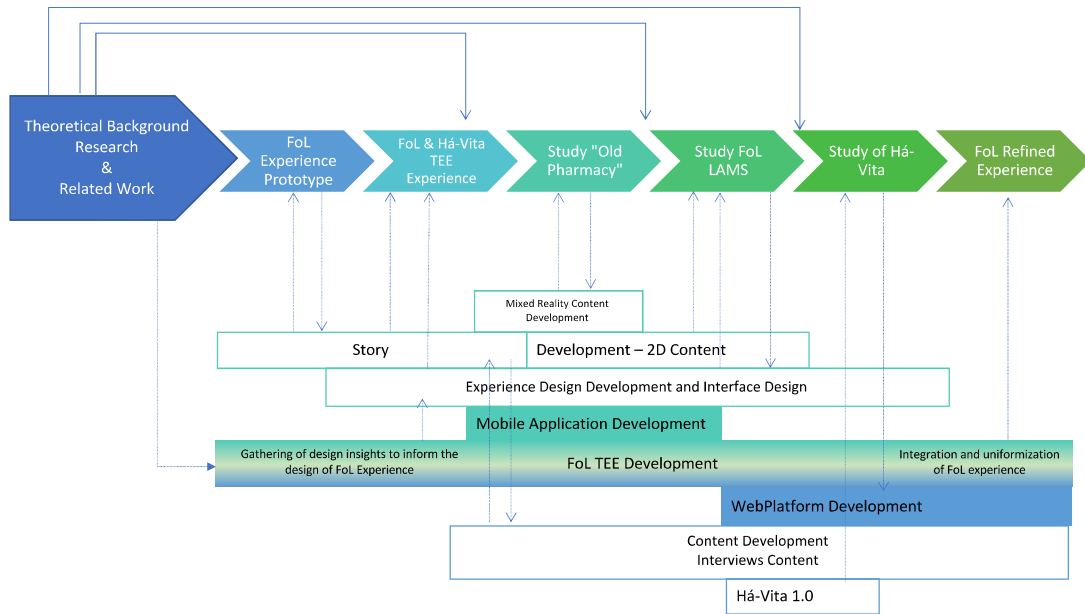 Theoretical Background
Research
&
Related Work
FoL
Experience
Prototype
FoL & Há-Vita
TEE
Experience
Study "Old
Pharmacy"
Study FoL
LAMS
Study of Há-
Vita
FoL Refined
Experience
Mixed Reality Content
Development
Story
Development – 2D Content
Experience Design Development and Interface Design
Mobile Application Development
Gathering of design insights to inform the
design of FoL Experience
FoL TEE Development
Integration and uniformization
of FoL experience
WebPlatform Development
Content Development
Interviews Content
Há-Vita 1.0